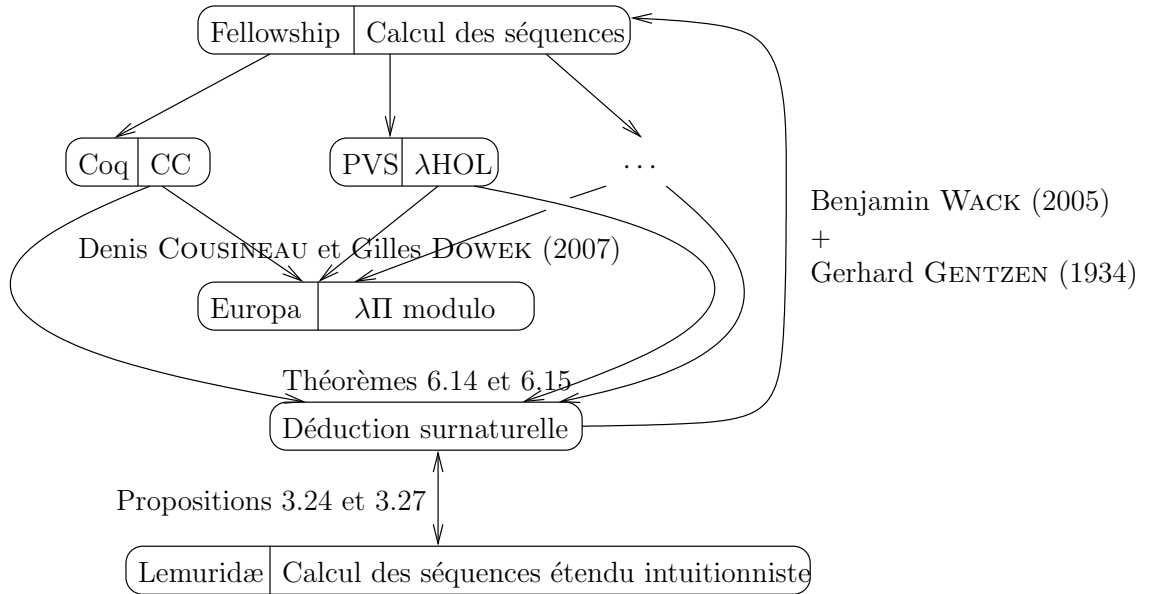 Fellowship Calcul des séquences
Coq CC PVS λHOL ...
Benjamin WACK (2005)
+
Gerhard GENTZEN (1934)
Denis COUSINEAU et Gilles DOWEK (2007)
Europa λΠ modulo
Théorèmes 6.14 et 6.15
Déduction surnaturelle
Propositions 3.24 et 3.27
Lemuridæ Calcul des séquences étendu intuitionniste